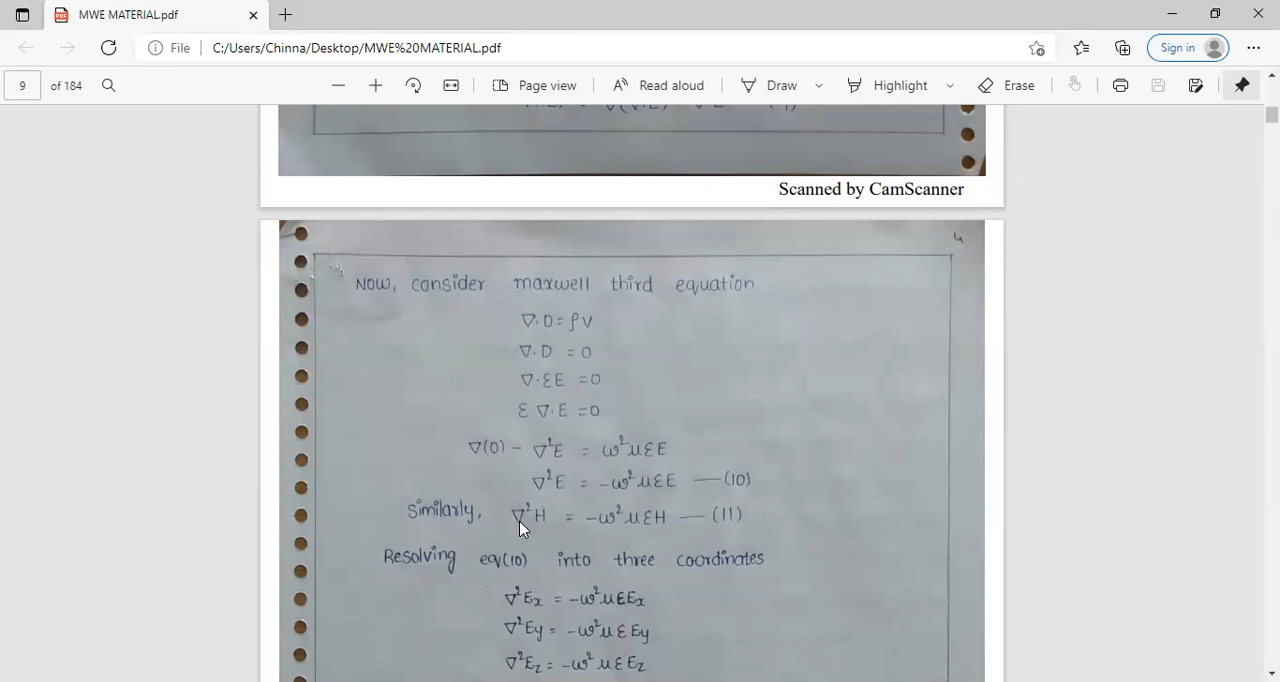 MWE MATERIAL.pdf
File C:/Users/Chinna/Desktop/MWE%20MATERIAL.pdf
Sign in
9 of 184
Page view
Read aloud
Draw
Highlight
Erase
Scanned by CamScanner
4
Now, consider maxwell third equation
∇·D = ρV
∇·D = 0
∇·εE = 0
ε ∇·E = 0
∇(0) - ∇²E = ω²μεE
∇²E = -ω²μεE —(10)
Similarly, ∇²H = -ω²μεH — (11)
Resolving eq(10) into three coordinates
∇²Ex = -ω²μεEx
∇²Ey = -ω²μεEy
∇²Ez = -ω²μεEz